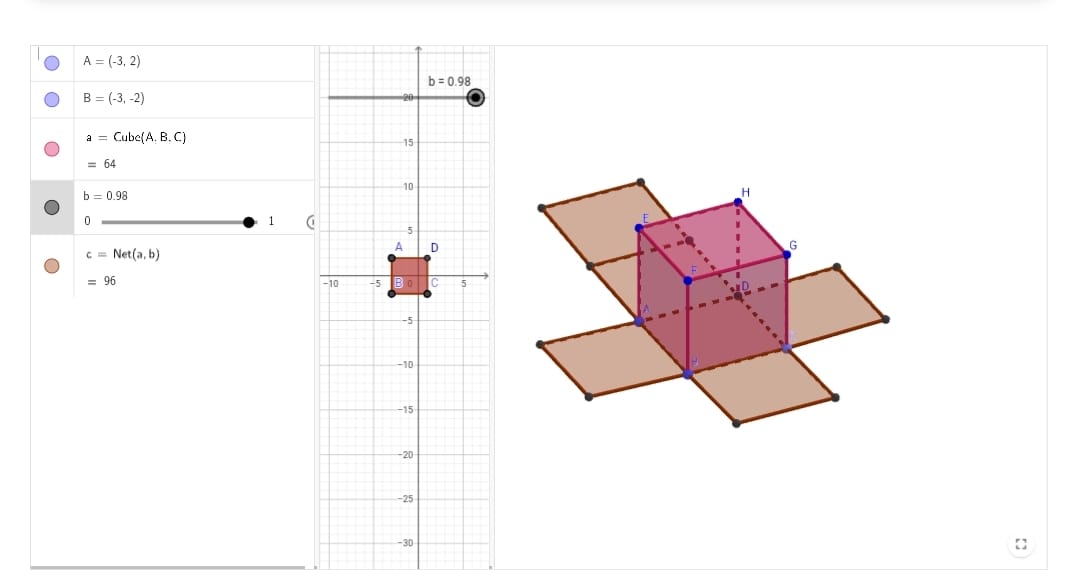 A = (-3, 2)
B = (-3, -2)
a = Cube(A, B, C)
= 64
b = 0.98
0 1
c = Net(a, b)
= 96
b = 0.98
20
15
10
5
A D
-10 -5 B 0 C 5
-5
-10
-15
-20
-25
-30
H
E
G
F
D
A
B